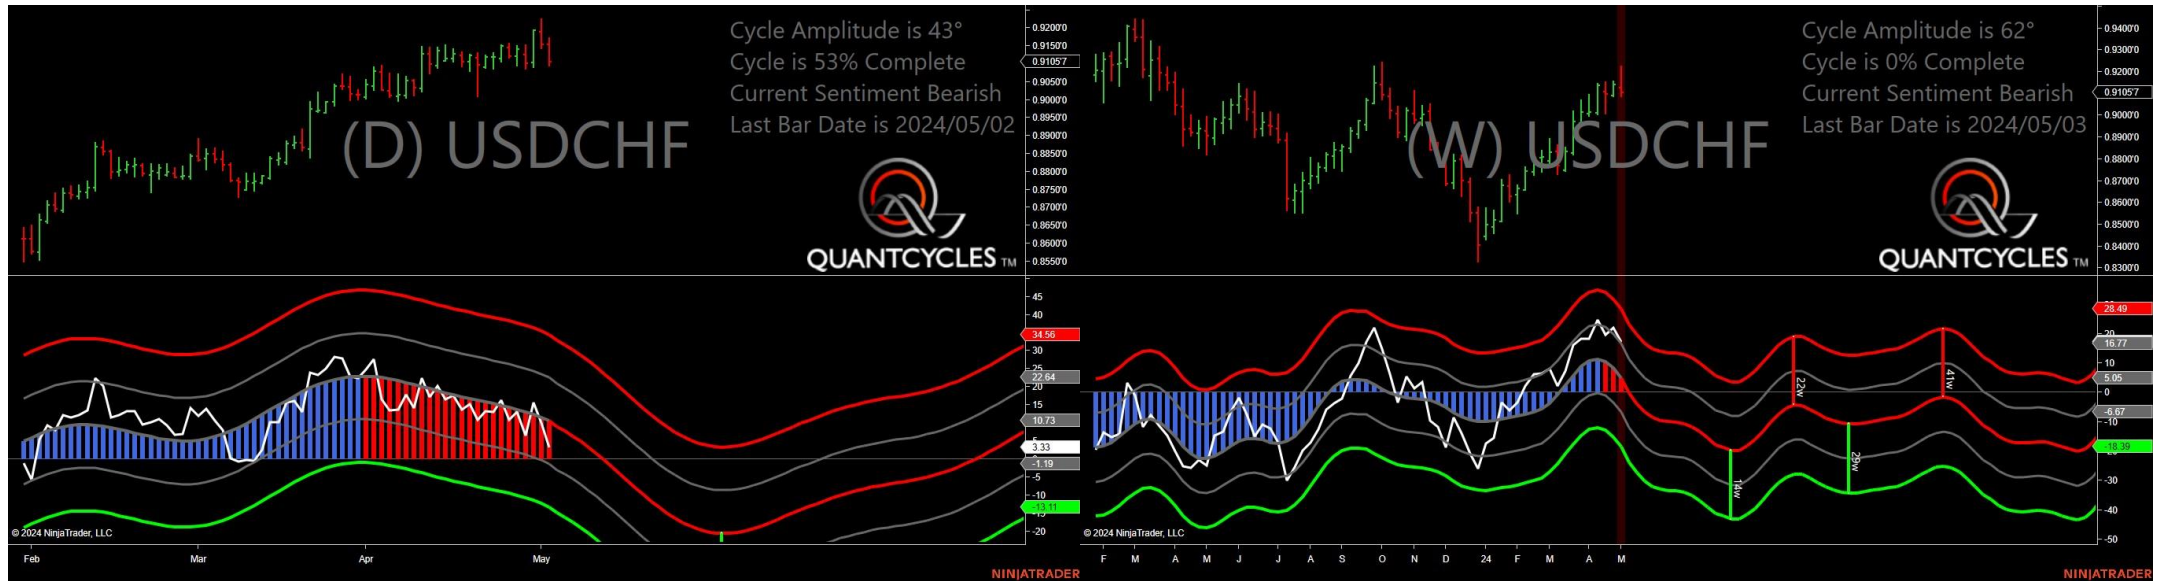 Cycle Amplitude is 43°
Cycle is 53% Complete
Current Sentiment Bearish
Last Bar Date is 2024/05/02
(D) USDCHF
QUANTCYCLES TM
0.9200'0
0.9150'0
0.91057
0.9050'0
0.9000'0
0.8950'0
0.8900'0
0.8850'0
0.8800'0
0.8750'0
0.8700'0
0.8650'0
0.8600'0
0.8550'0
45
40
34.56
30
22.64
20
15
10.73
5
3.33
-1.19
-5
-10
-13.11
-20
© 2024 NinjaTrader, LLC
Feb Mar Apr May
NINJATRADER
Cycle Amplitude is 62°
Cycle is 0% Complete
Current Sentiment Bearish
Last Bar Date is 2024/05/03
(W) USDCHF
QUANTCYCLES TM
0.9400'0
0.9300'0
0.9200'0
0.91057
0.9000'0
0.8900'0
0.8800'0
0.8700'0
0.8600'0
0.8500'0
0.8400'0
0.8300'0
28.49
20
16.77
10
5.05
0
-6.67
-10
-18.39
-30
-40
-50
22w
41w
29w
14w
© 2024 NinjaTrader, LLC
F M A M J J A S O N D 24 F M A M
NINJATRADER